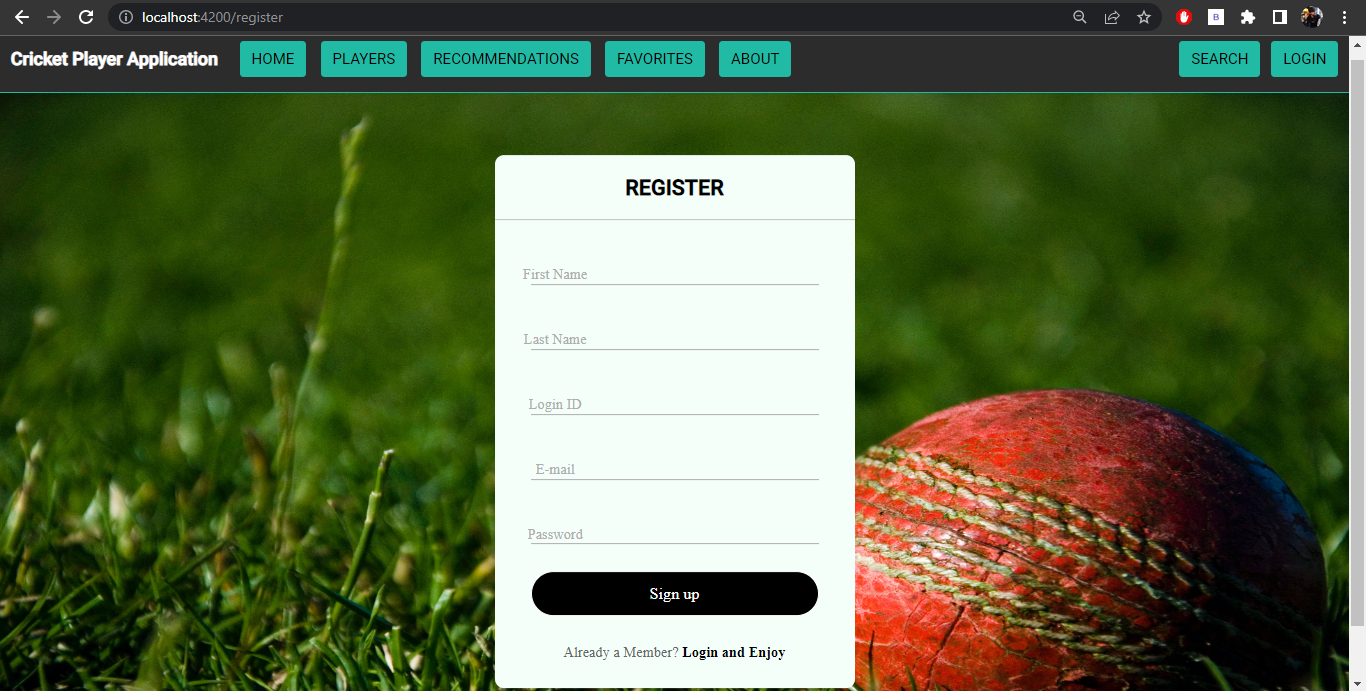 localhost:4200/register
Cricket Player Application HOME PLAYERS RECOMMENDATIONS FAVORITES ABOUT SEARCH LOGIN
REGISTER
First Name
Last Name
Login ID
E-mail
Password
Sign up
Already a Member? Login and Enjoy